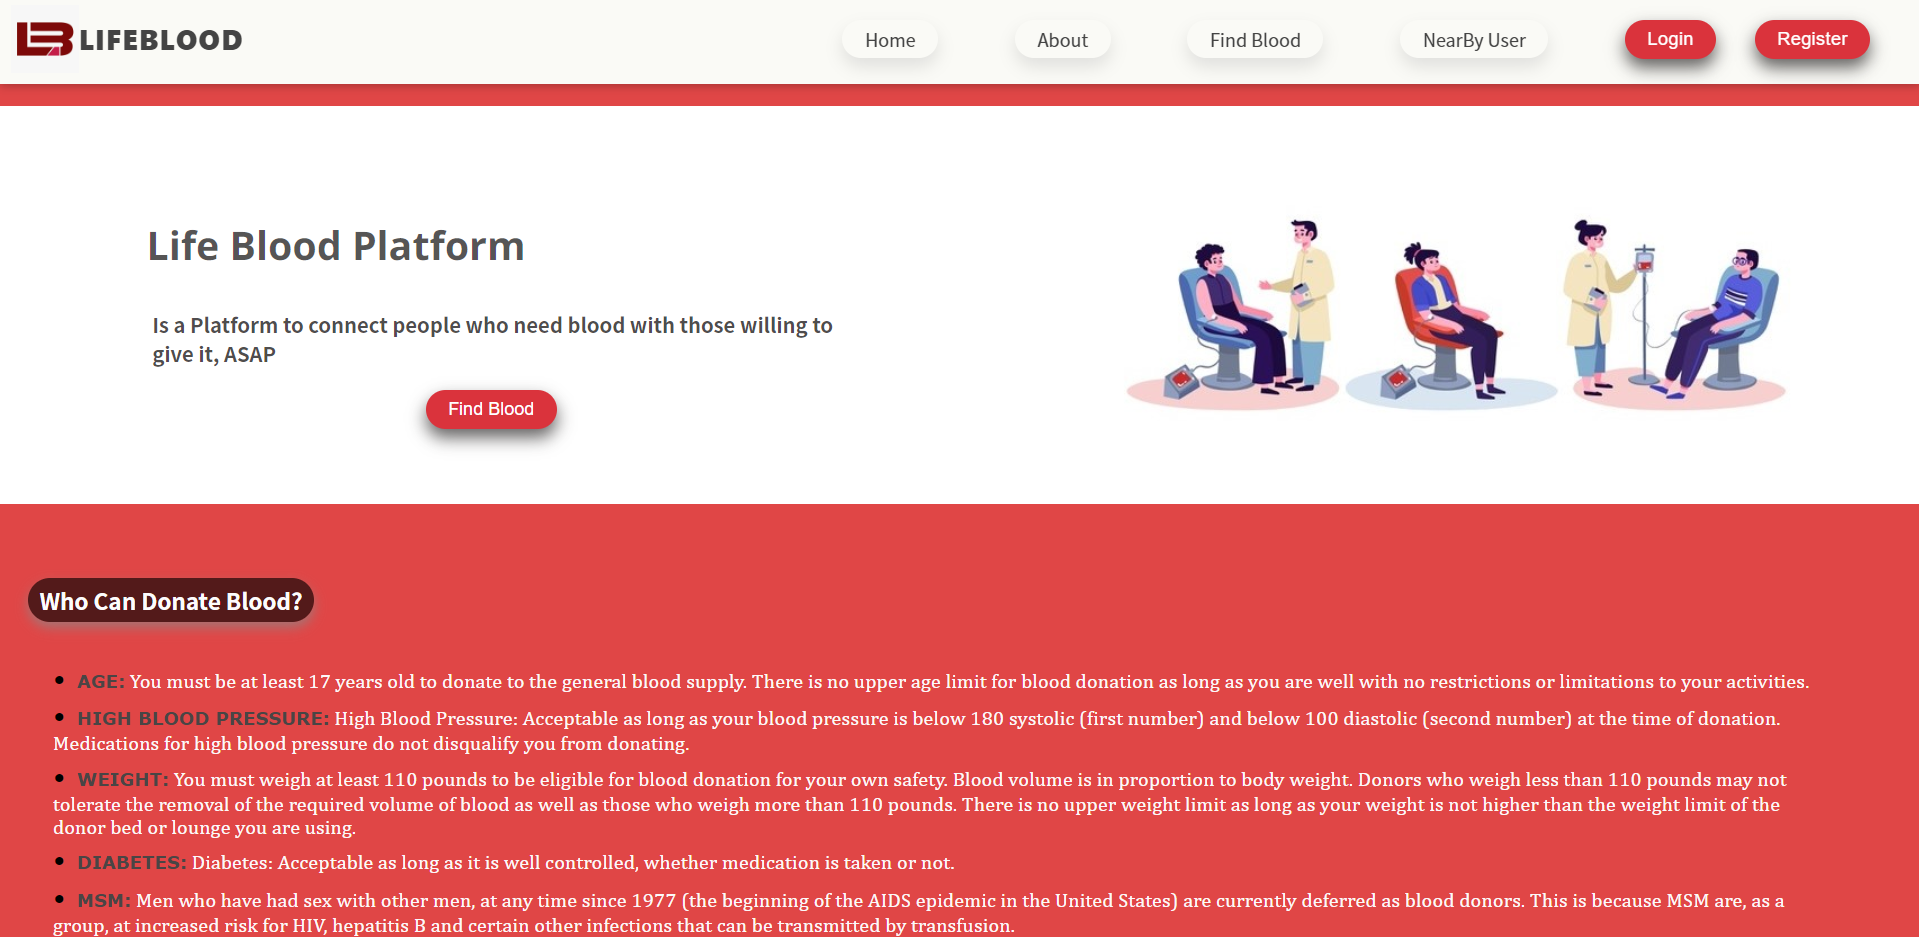 LIFEBLOOD
Home
About
Find Blood
NearBy User
Login
Register
Life Blood Platform
Is a Platform to connect people who need blood with those willing to
give it, ASAP
Find Blood
Who Can Donate Blood?
AGE: You must be at least 17 years old to donate to the general blood supply. There is no upper age limit for blood donation as long as you are well with no restrictions or limitations to your activities.
HIGH BLOOD PRESSURE: High Blood Pressure: Acceptable as long as your blood pressure is below 180 systolic (first number) and below 100 diastolic (second number) at the time of donation.
Medications for high blood pressure do not disqualify you from donating.
WEIGHT: You must weigh at least 110 pounds to be eligible for blood donation for your own safety. Blood volume is in proportion to body weight. Donors who weigh less than 110 pounds may not
tolerate the removal of the required volume of blood as well as those who weigh more than 110 pounds. There is no upper weight limit as long as your weight is not higher than the weight limit of the
donor bed or lounge you are using.
DIABETES: Diabetes: Acceptable as long as it is well controlled, whether medication is taken or not.
MSM: Men who have had sex with other men, at any time since 1977 (the beginning of the AIDS epidemic in the United States) are currently deferred as blood donors. This is because MSM are, as a
group, at increased risk for HIV, hepatitis B and certain other infections that can be transmitted by transfusion.